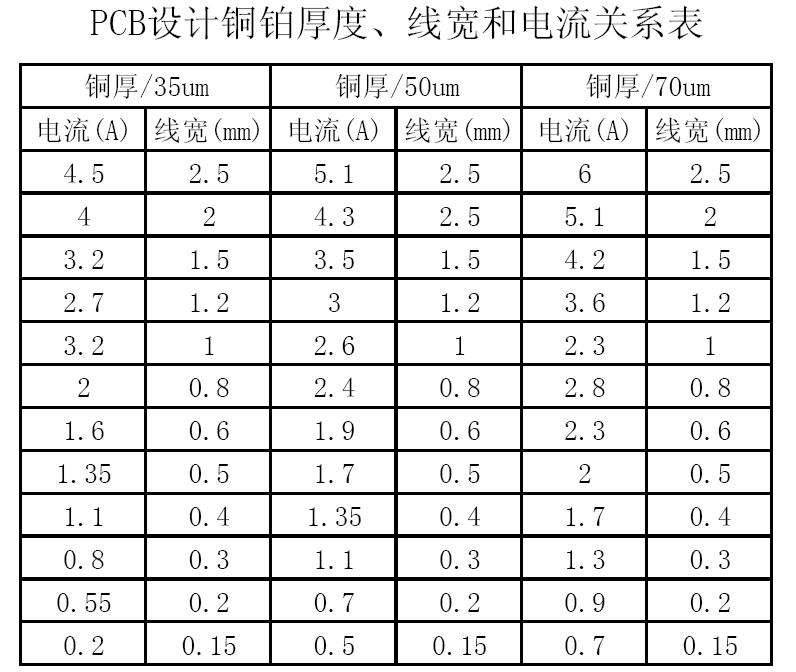 PCB设计铜铂厚度、线宽和电流关系表
铜厚/35um 铜厚/50um 铜厚/70um
电流(A) 线宽(mm) 电流(A) 线宽(mm) 电流(A) 线宽(mm)
4.5 2.5 5.1 2.5 6 2.5
4 2 4.3 2.5 5.1 2
3.2 1.5 3.5 1.5 4.2 1.5
2.7 1.2 3 1.2 3.6 1.2
3.2 1 2.6 1 2.3 1
2 0.8 2.4 0.8 2.8 0.8
1.6 0.6 1.9 0.6 2.3 0.6
1.35 0.5 1.7 0.5 2 0.5
1.1 0.4 1.35 0.4 1.7 0.4
0.8 0.3 1.1 0.3 1.3 0.3
0.55 0.2 0.7 0.2 0.9 0.2
0.2 0.15 0.5 0.15 0.7 0.15